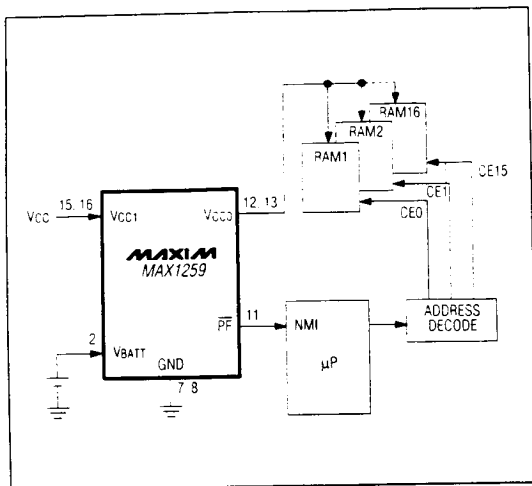 RAM16
RAM2
RAM1
CE15
CE1
CE0
15, 16
12, 13
VCC
VCC1
VCCO
MAXIM
MAX1259
PF
11
NMI
µP
ADDRESS
DECODE
2
VBATT
GND
7 8